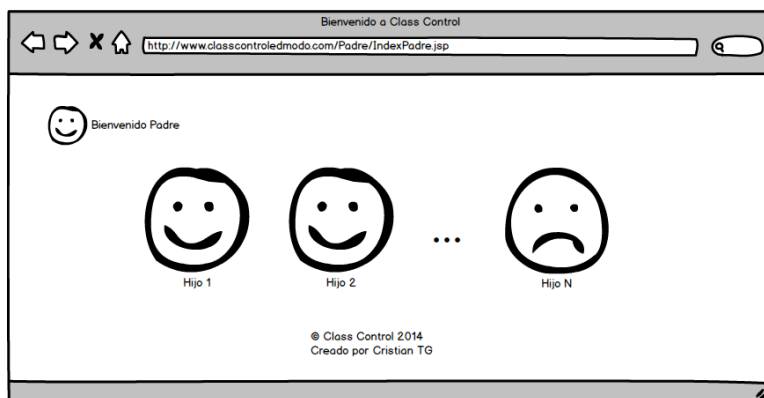 Bienvenido a Class Control
http://www.classcontroledmodo.com/Padre/IndexPadre.jsp
Bienvenido Padre
...
Hijo 1
Hijo 2
Hijo N
© Class Control 2014
Creado por Cristian TG